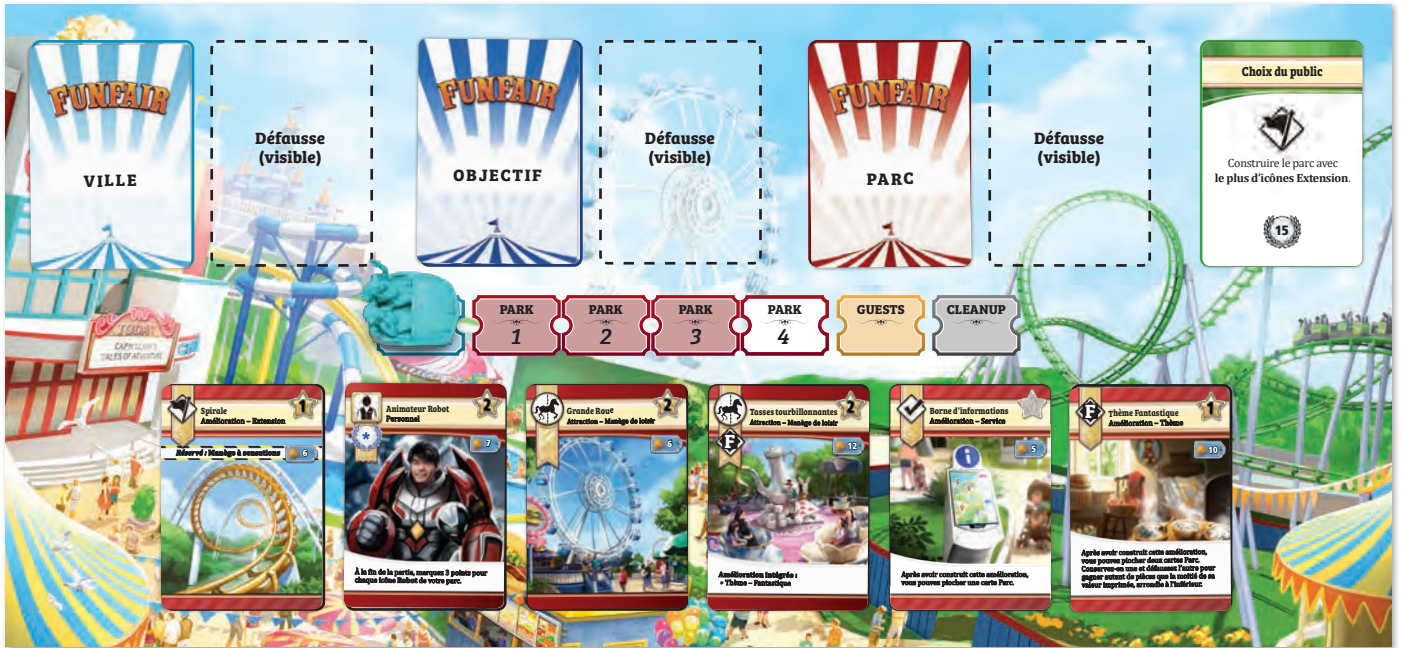 FUNFAIR
VILLE
Défausse
(visible)
FUNFAIR
OBJECTIF
Défausse
(visible)
FUNFAIR
PARC
Défausse
(visible)
Choix du public
Construire le parc avec
le plus d'icônes Extension.
15
TODAY
TALES OF ADVENTURE
PARK
1
PARK
2
PARK
3
PARK
4
GUESTS
CLEANUP
Spirale
Amélioration – Extension
1
Réservé : Manège à sensations
6
Animateur Robot
Personnel
2
*
7
À la fin de la partie, marquez 3 points pour
chaque icône Robot de votre parc.
Grande Roue
Attraction – Manège de loisir
2
6
Tasses tourbillonnantes
Attraction – Manège de loisir
2
F
12
Amélioration intégrée :
• Thème – Fantastique
Borne d'informations
Amélioration – Service
5
i
Après avoir construit cette amélioration,
vous pouvez piocher une carte Parc.
F
Thème Fantastique
Amélioration – Thème
1
10
Après avoir construit cette amélioration,
vous pouvez piocher deux cartes Parc.
Conservez-en une et défaussez l'autre pour
gagner autant de pièces que la moitié de sa
valeur imprimée, arrondie à l'inférieur.